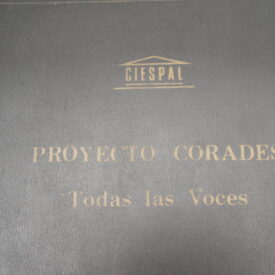 CIESPAL
PROYECTO CORADES
Todas las Voces